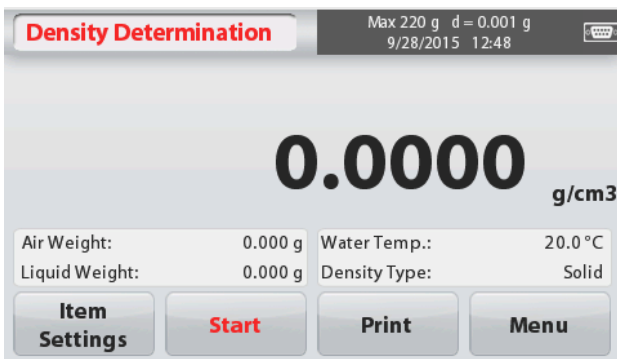 Density Determination
Max 220 g d = 0.001 g
9/28/2015 12:48
0.0000
g/cm3
Air Weight: 0.000 g Water Temp.: 20.0 °C
Liquid Weight: 0.000 g Density Type: Solid
Item
Settings
Start
Print
Menu